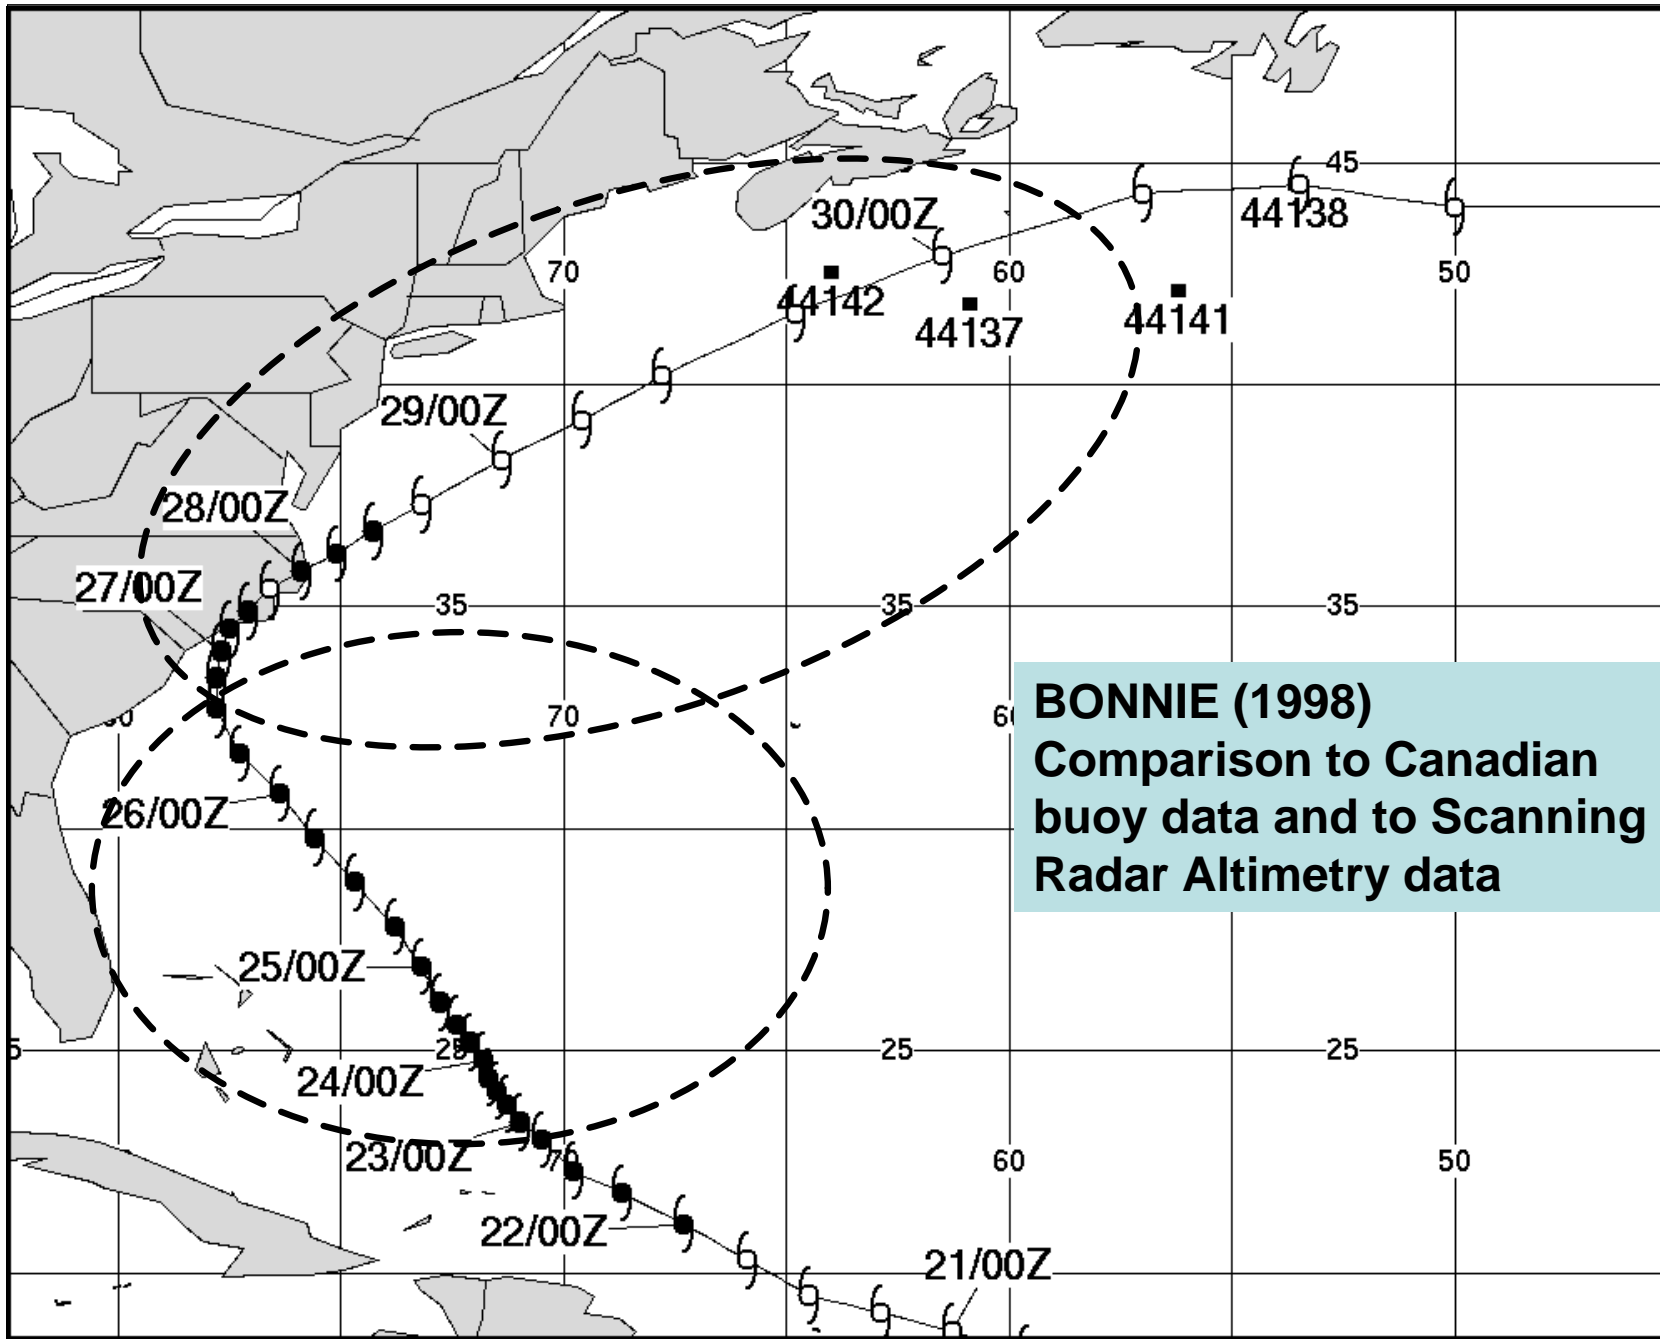 45
30/00Z
44138
70
60
50
44142
44137
44141
29/00Z
28/00Z
27/00Z
35
35
35
70
BONNIE (1998)
Comparison to Canadian
buoy data and to Scanning
Radar Altimetry data
26/00Z
25/00Z
25
25
24/00Z
23/00Z
70
60
50
22/00Z
21/00Z